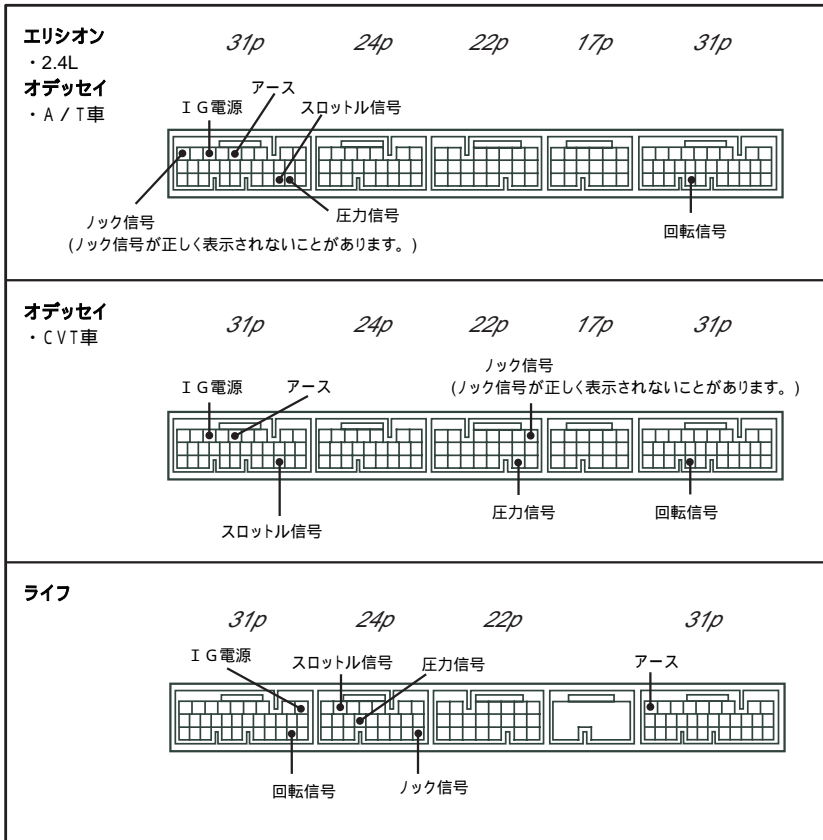 エリシオン
・2.4L
オデッセイ
・A/T車
31p 24p 22p 17p 31p
IG電源
アース
スロットル信号
ノック信号
(ノック信号が正しく表示されないことがあります。)
圧力信号
回転信号
オデッセイ
・CVT車
31p 24p 22p 17p 31p
ノック信号
(ノック信号が正しく表示されないことがあります。)
IG電源
アース
スロットル信号
圧力信号
回転信号
ライフ
31p 24p 22p 31p
IG電源
スロットル信号
圧力信号
アース
回転信号
ノック信号